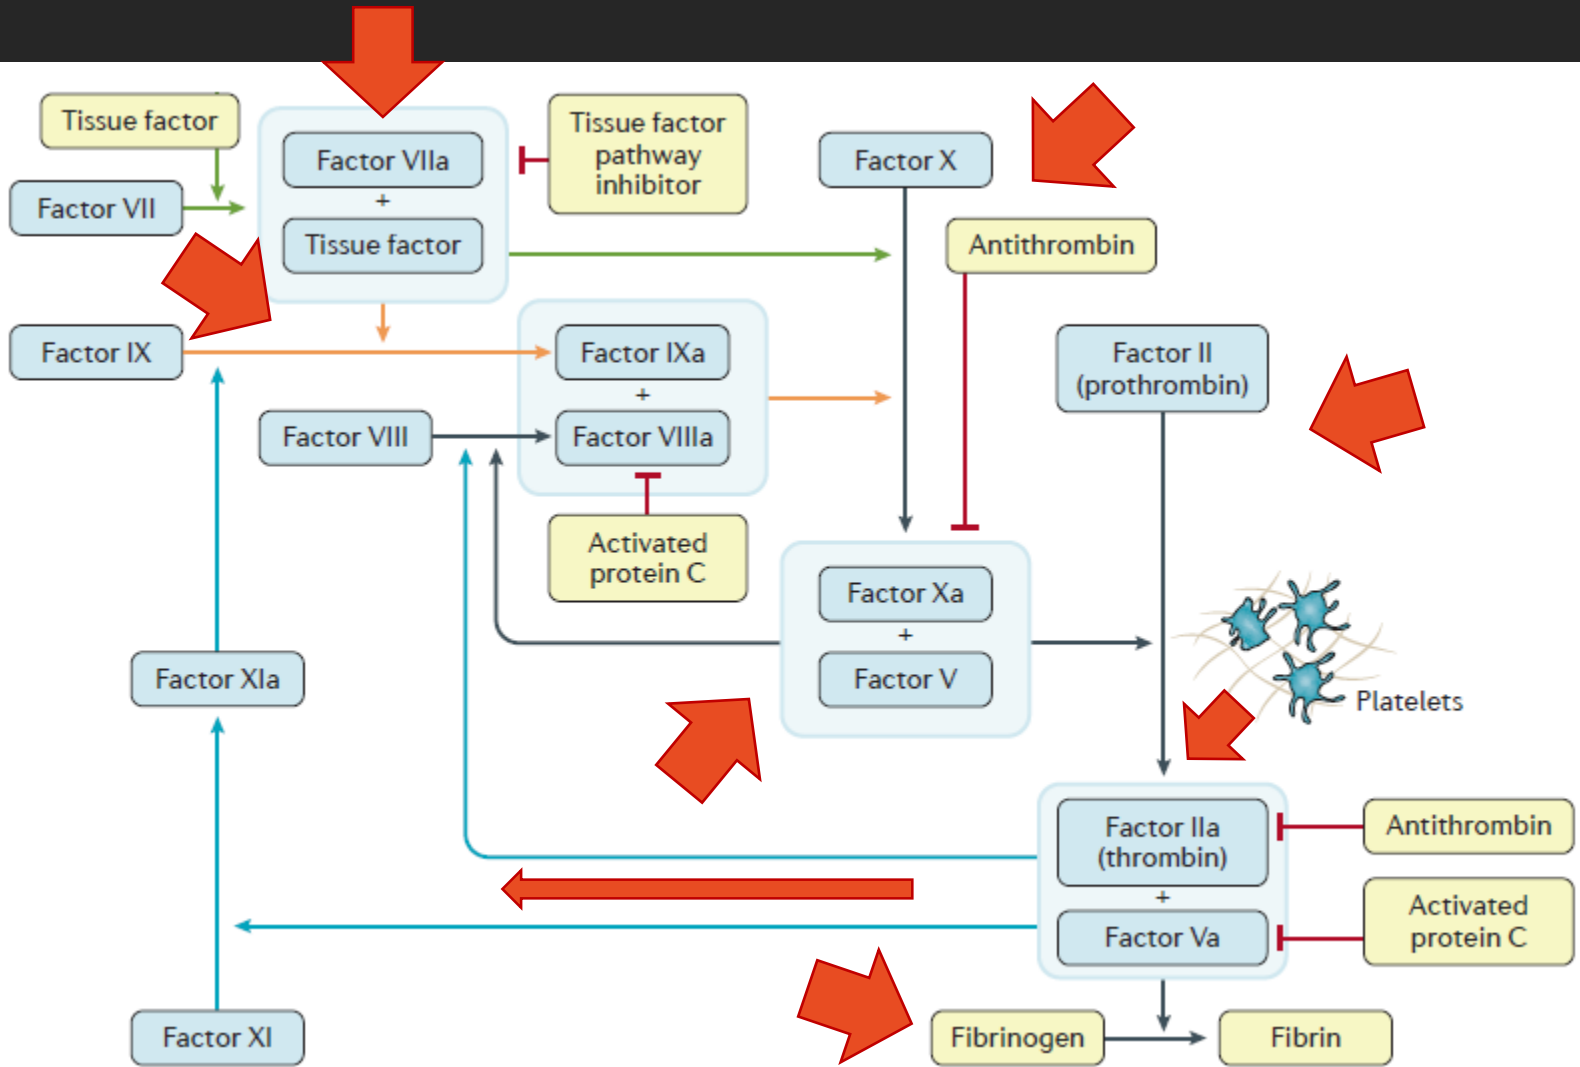 Tissue factor
Factor VII
Factor VIIa
+
Tissue factor
Tissue factor
pathway
inhibitor
Factor X
Antithrombin
Factor IX
Factor IXa
+
Factor VIIIa
Factor VIII
Factor II
(prothrombin)
Activated
protein C
Factor Xa
+
Factor V
Factor XIa
Platelets
Factor IIa
(thrombin)
+
Factor Va
Antithrombin
Activated
protein C
Factor XI
Fibrinogen
Fibrin